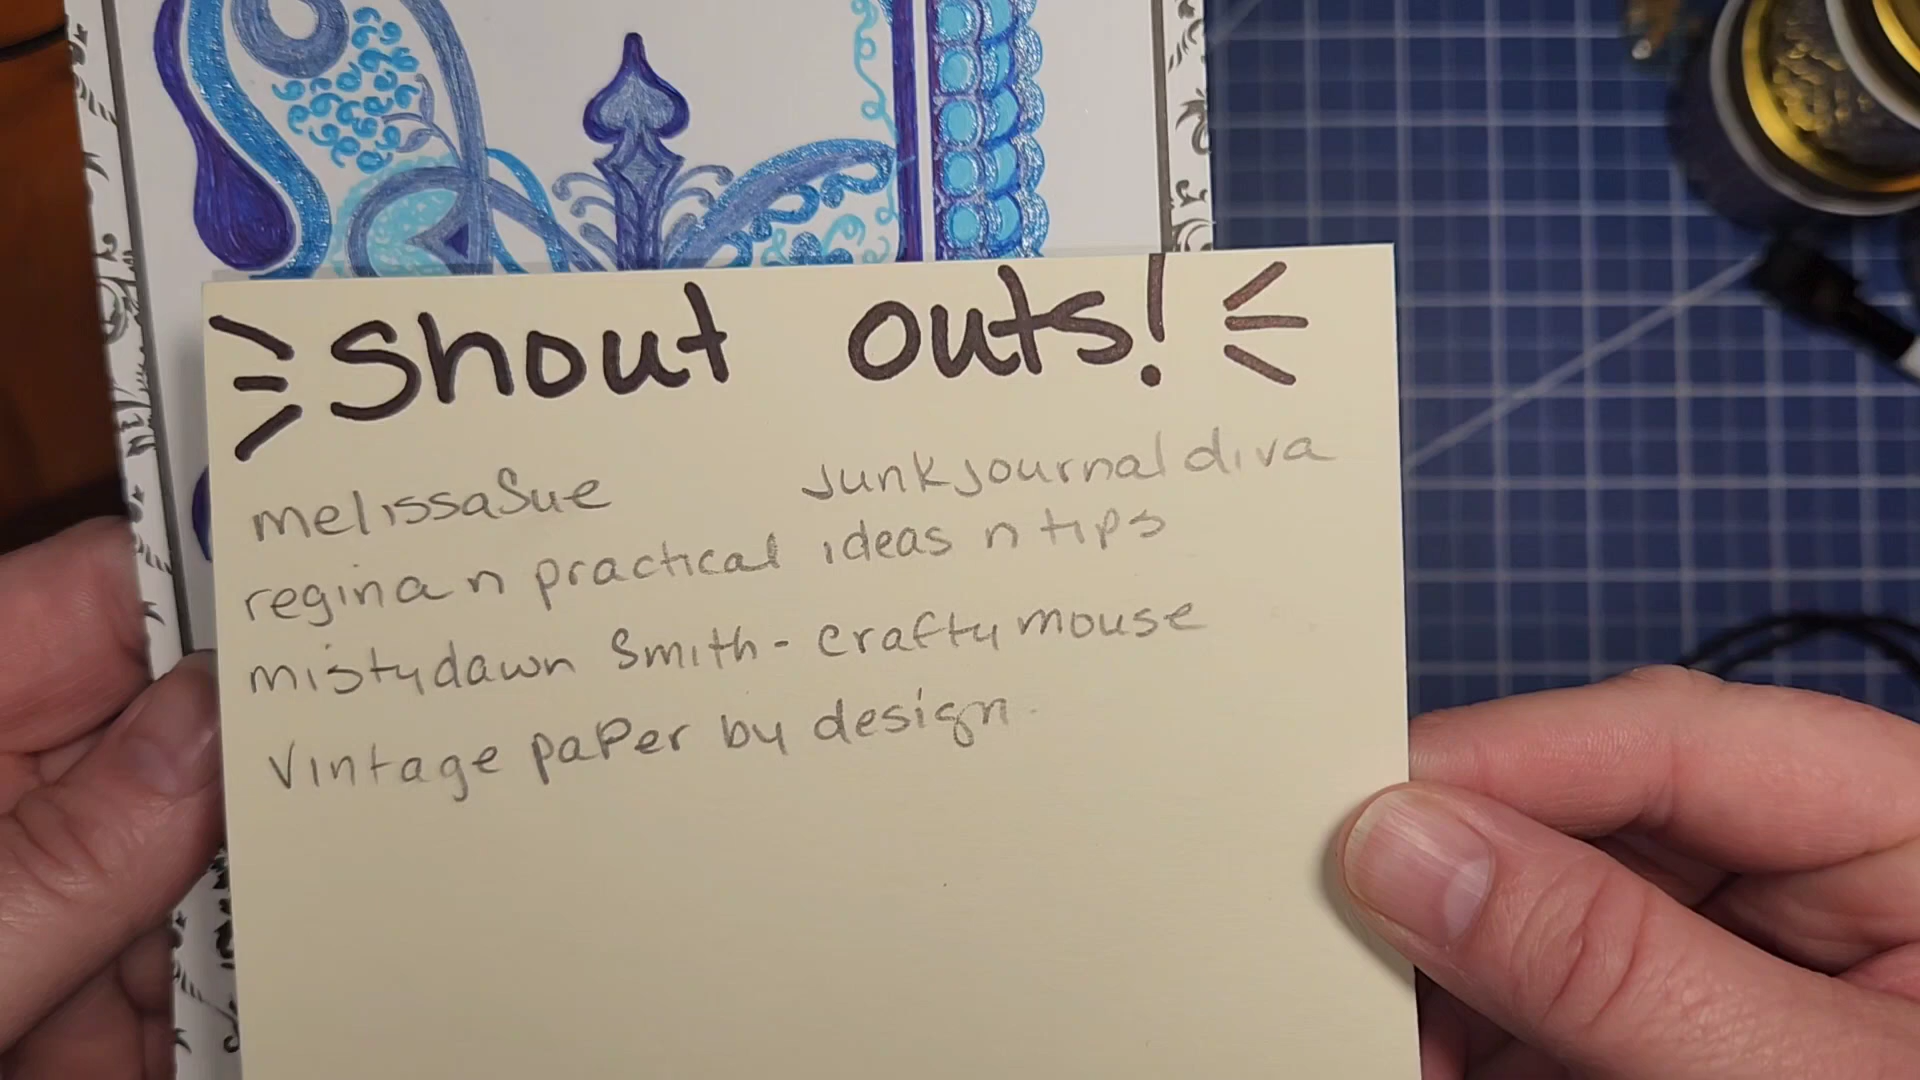 Shout outs!
melissaSue junkjournaldiva
regina n practical ideas n tips
mistydawn Smith - craftymouse
Vintage paper by design